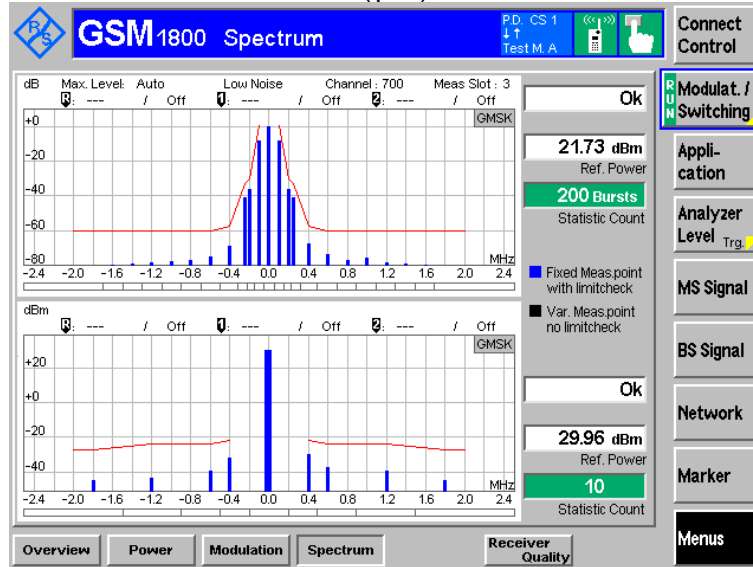 R/S
GSM 1800 Spectrum
P.D. CS 1
Test M. A
Connect Control
dB Max. Level: Auto Low Noise Channel : 700 Meas Slot : 3
R: --- / Off 1: --- / Off 2: --- / Off
GMSK
+0
-20
-40
-60
-80
MHz
-2.4 -2.0 -1.6 -1.2 -0.8 -0.4 0.0 0.4 0.8 1.2 1.6 2.0 2.4
Ok
21.73 dBm
Ref. Power
200 Bursts
Statistic Count
Fixed Meas.point
with limitcheck
Var. Meas.point
no limitcheck
dBm
R: --- / Off 1: --- / Off 2: --- / Off
GMSK
+20
+0
-20
-40
MHz
-2.4 -2.0 -1.6 -1.2 -0.8 -0.4 0.0 0.4 0.8 1.2 1.6 2.0 2.4
Ok
29.96 dBm
Ref. Power
10
Statistic Count
RUN
Modulat. /
Switching
Appli-
cation
Analyzer
Level Trg.
MS Signal
BS Signal
Network
Marker
Menus
Overview
Power
Modulation
Spectrum
Receiver
Quality